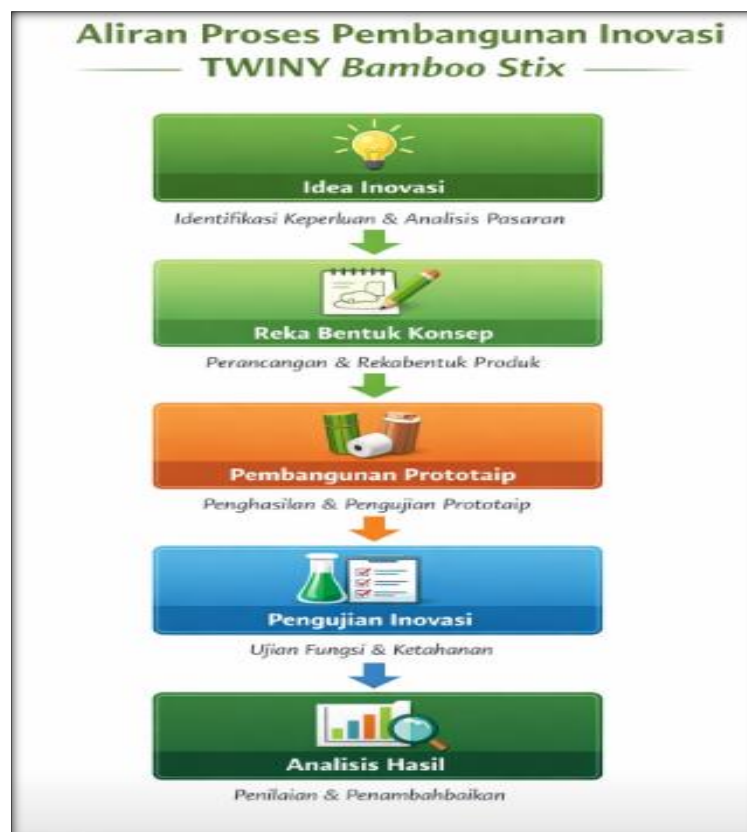 Aliran Proses Pembangunan Inovasi
TWINY Bamboo Stix
Idea Inovasi
Identifikasi Keperluan & Analisis Pasaran
Reka Bentuk Konsep
Perancangan & Rekabentuk Produk
Pembangunan Prototaip
Penghasilan & Pengujian Prototaip
Pengujian Inovasi
Ujian Fungsi & Ketahanan
Analisis Hasil
Penilaian & Penambahbaikan